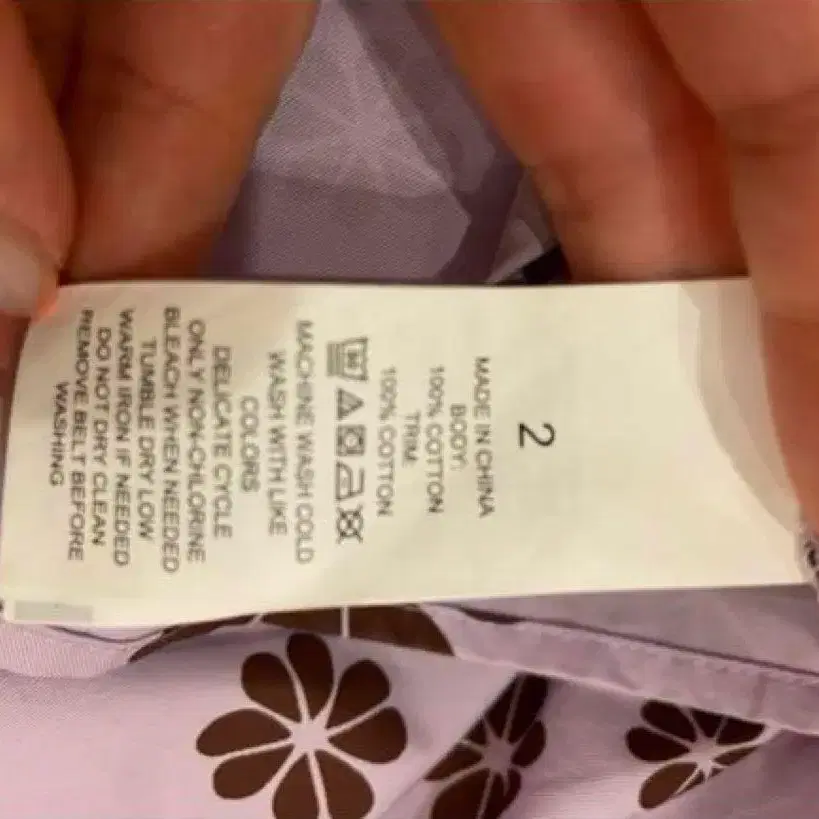 2
MADE IN CHINA
BODY:
100% COTTON
TRIM:
100% COTTON
MACHINE WASH COLD
WASH WITH LIKE
COLORS
DELICATE CYCLE
ONLY NON-CHLORINE
BLEACH WHEN NEEDED
TUMBLE DRY LOW
WARM IRON IF NEEDED
DO NOT DRY CLEAN
REMOVE BELT BEFORE
WASHING